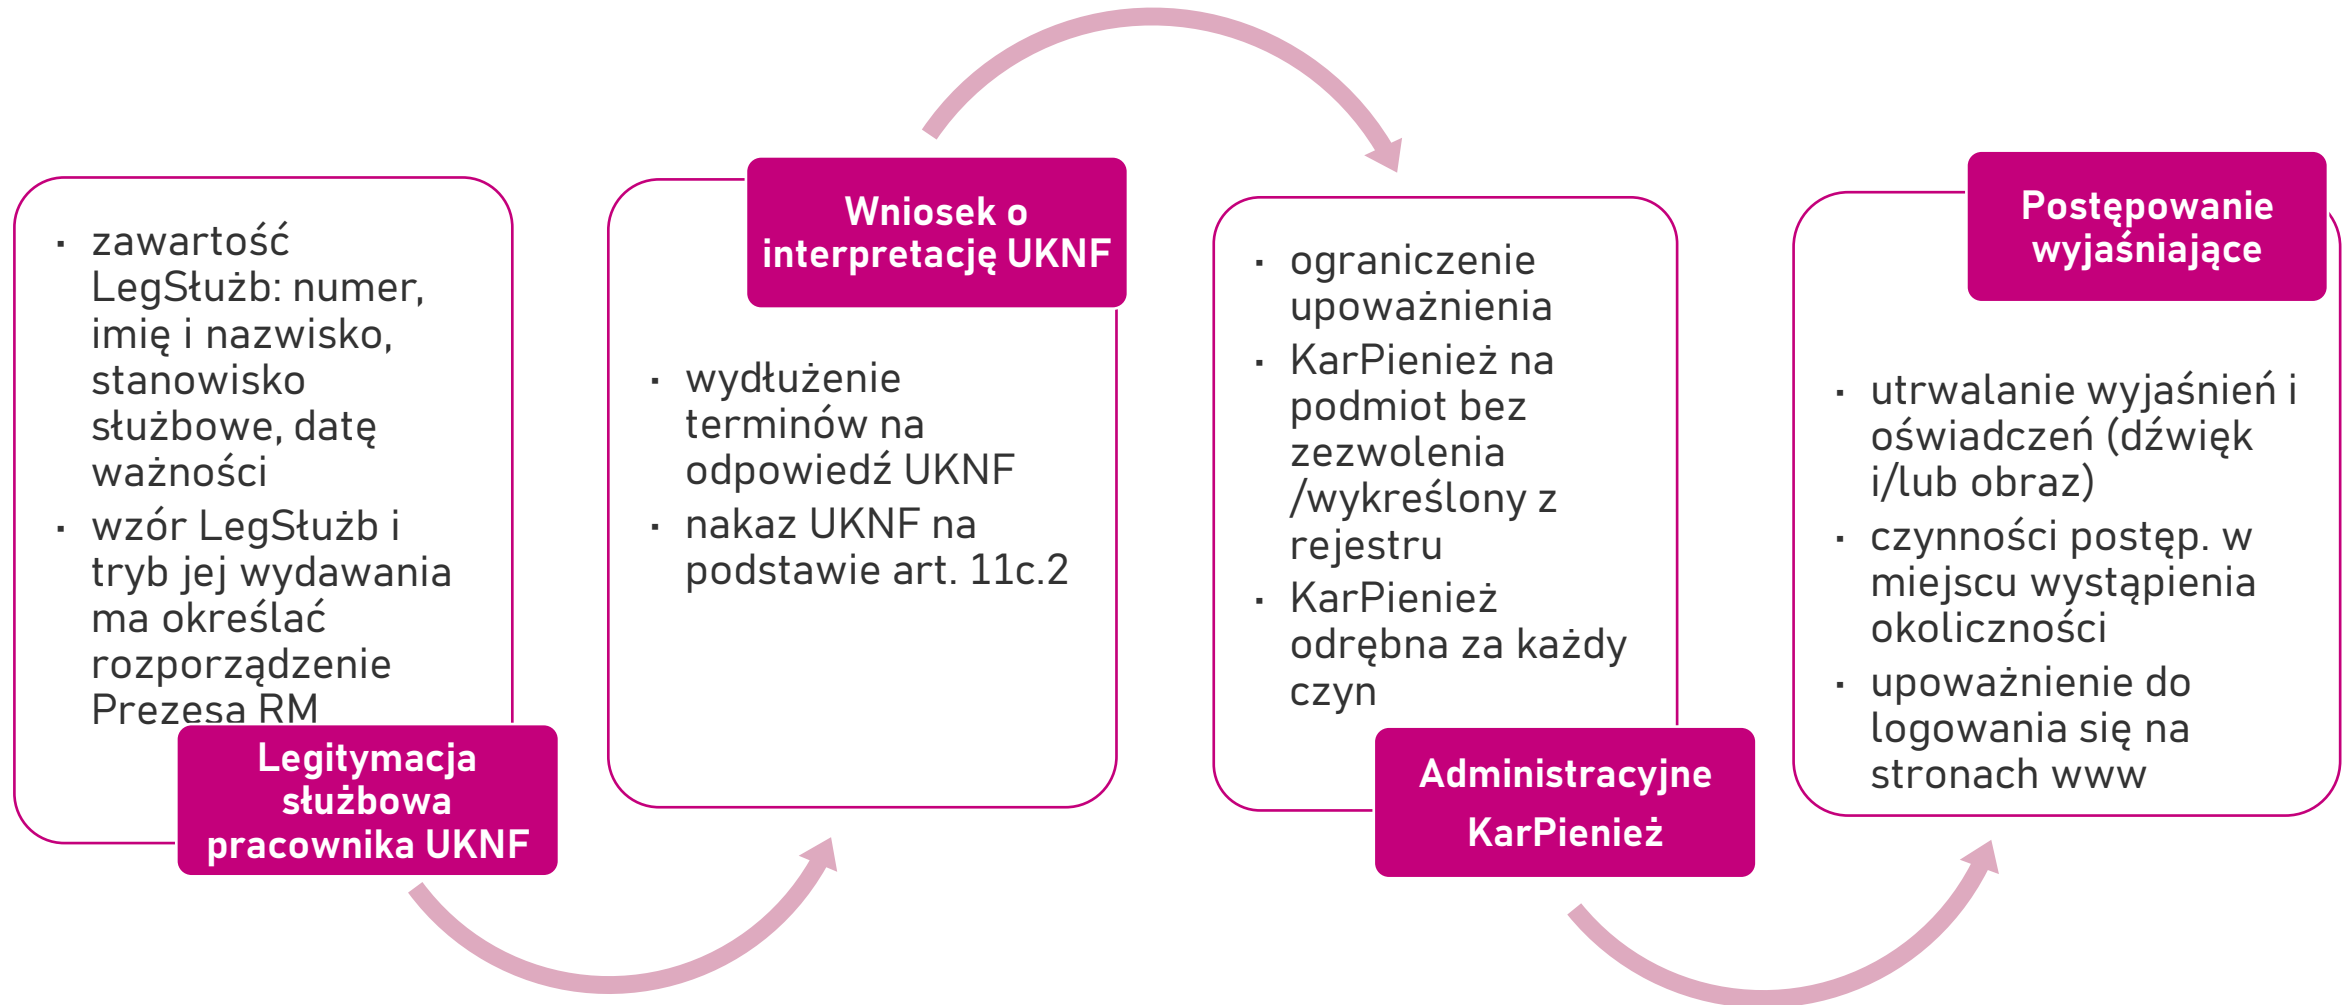 · zawartość
LegSłużb: numer,
imię i nazwisko,
stanowisko
służbowe, datę
ważności
· wzór LegSłużb i
tryb jej wydawania
ma określać
rozporządzenie
Prezesa RM
Legitymacja
służbowa
pracownika UKNF
Wniosek o
interpretację UKNF
· wydłużenie
terminów na
odpowiedź UKNF
· nakaz UKNF na
podstawie art. 11c.2
· ograniczenie
upoważnienia
· KarPienież na
podmiot bez
zezwolenia
/wykreślony z
rejestru
· KarPienież
odrębna za każdy
czyn
Administracyjne
KarPienież
Postępowanie
wyjaśniające
· utrwalanie wyjaśnień i
oświadczeń (dźwięk
i/lub obraz)
· czynności postęp. w
miejscu wystąpienia
okoliczności
· upoważnienie do
logowania się na
stronach www